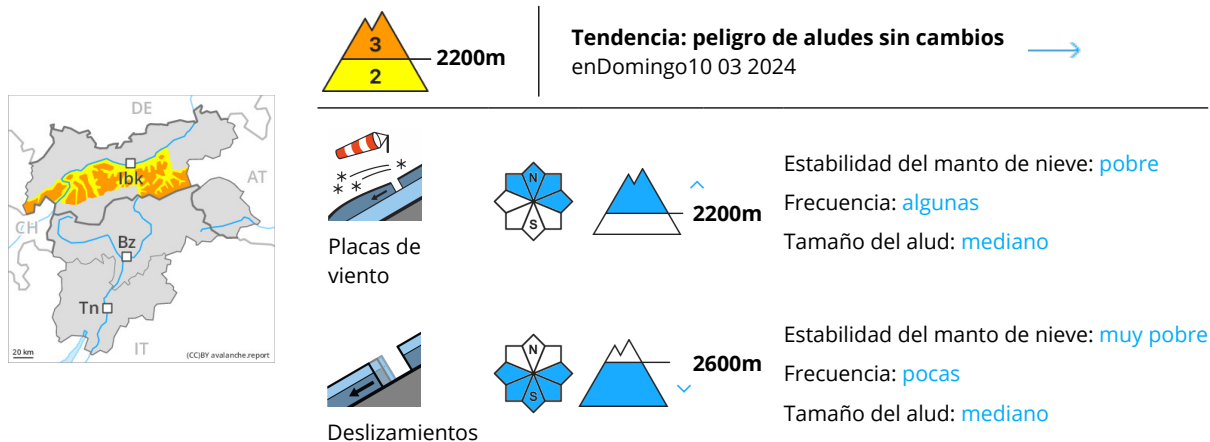 3
2
2200m
Tendencia: peligro de aludes sin cambios
enDomingo10 03 2024
DE
Ibk
AT
CH
Bz
Tn
IT
20 km
(CC)BY avalanche.report
N
S
2200m
Placas de
viento
Estabilidad del manto de nieve: pobre
Frecuencia: algunas
Tamaño del alud: mediano
N
S
2600m
Deslizamientos
Estabilidad del manto de nieve: muy pobre
Frecuencia: pocas
Tamaño del alud: mediano